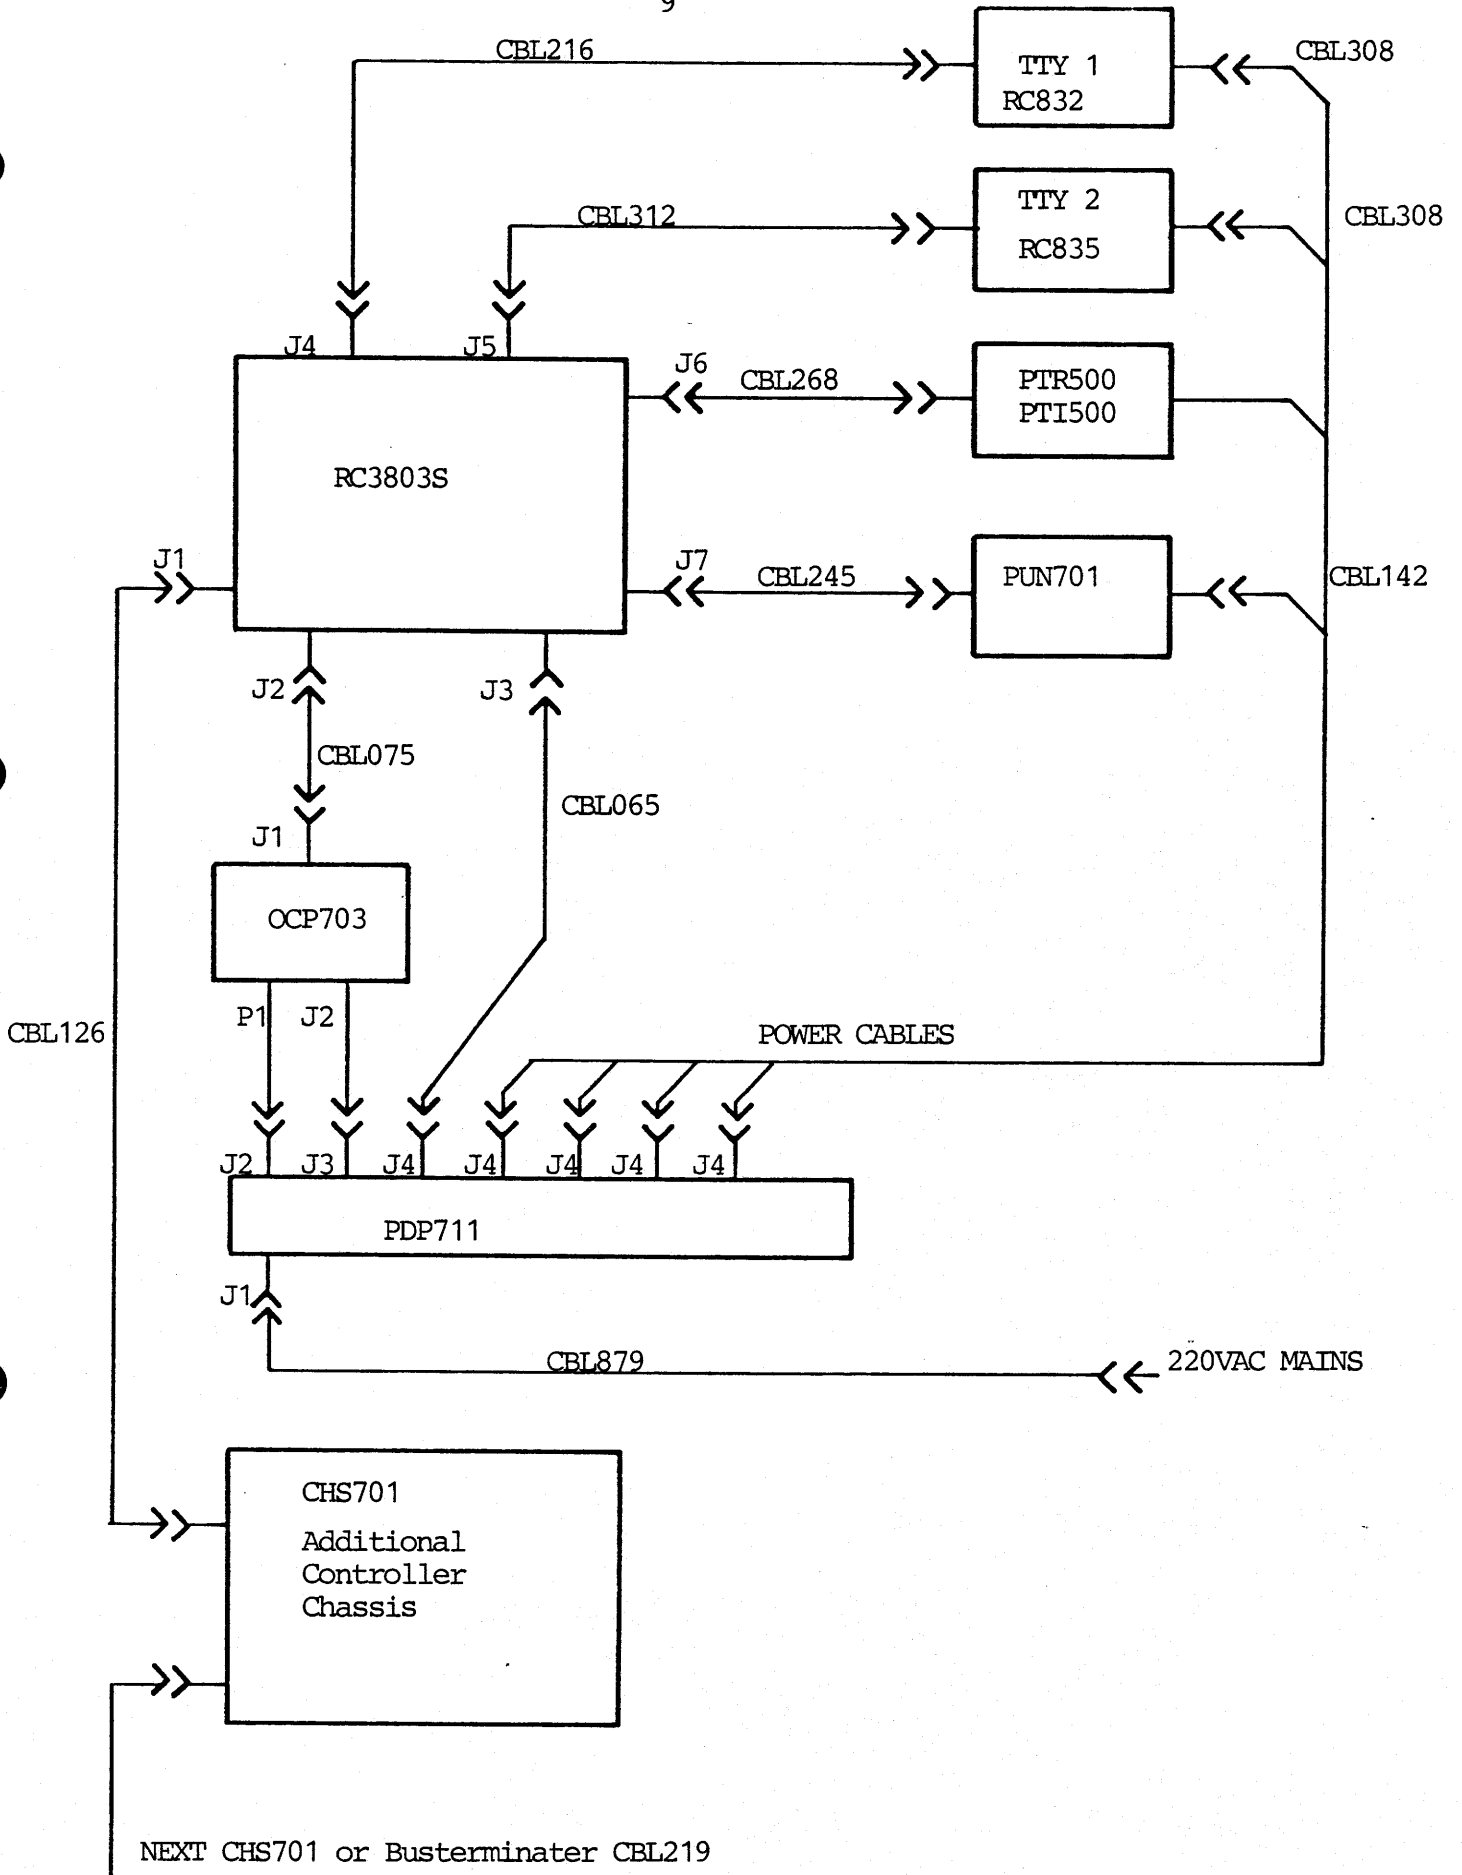 9
CBL216
TTY 1
RC832
CBL308
CBL312
TTY 2
RC835
CBL308
J4
J5
J6
CBL268
PTR500
PTI500
RC3803S
J1
J7
CBL245
PUN701
CBL142
J2
J3
CBL075
CBL065
J1
OCP703
P1
J2
CBL126
POWER CABLES
J2
J3
J4
J4
J4
J4
J4
PDP711
J1
CBL879
220VAC MAINS
CHS701
Additional
Controller
Chassis
NEXT CHS701 or Busterminater CBL219